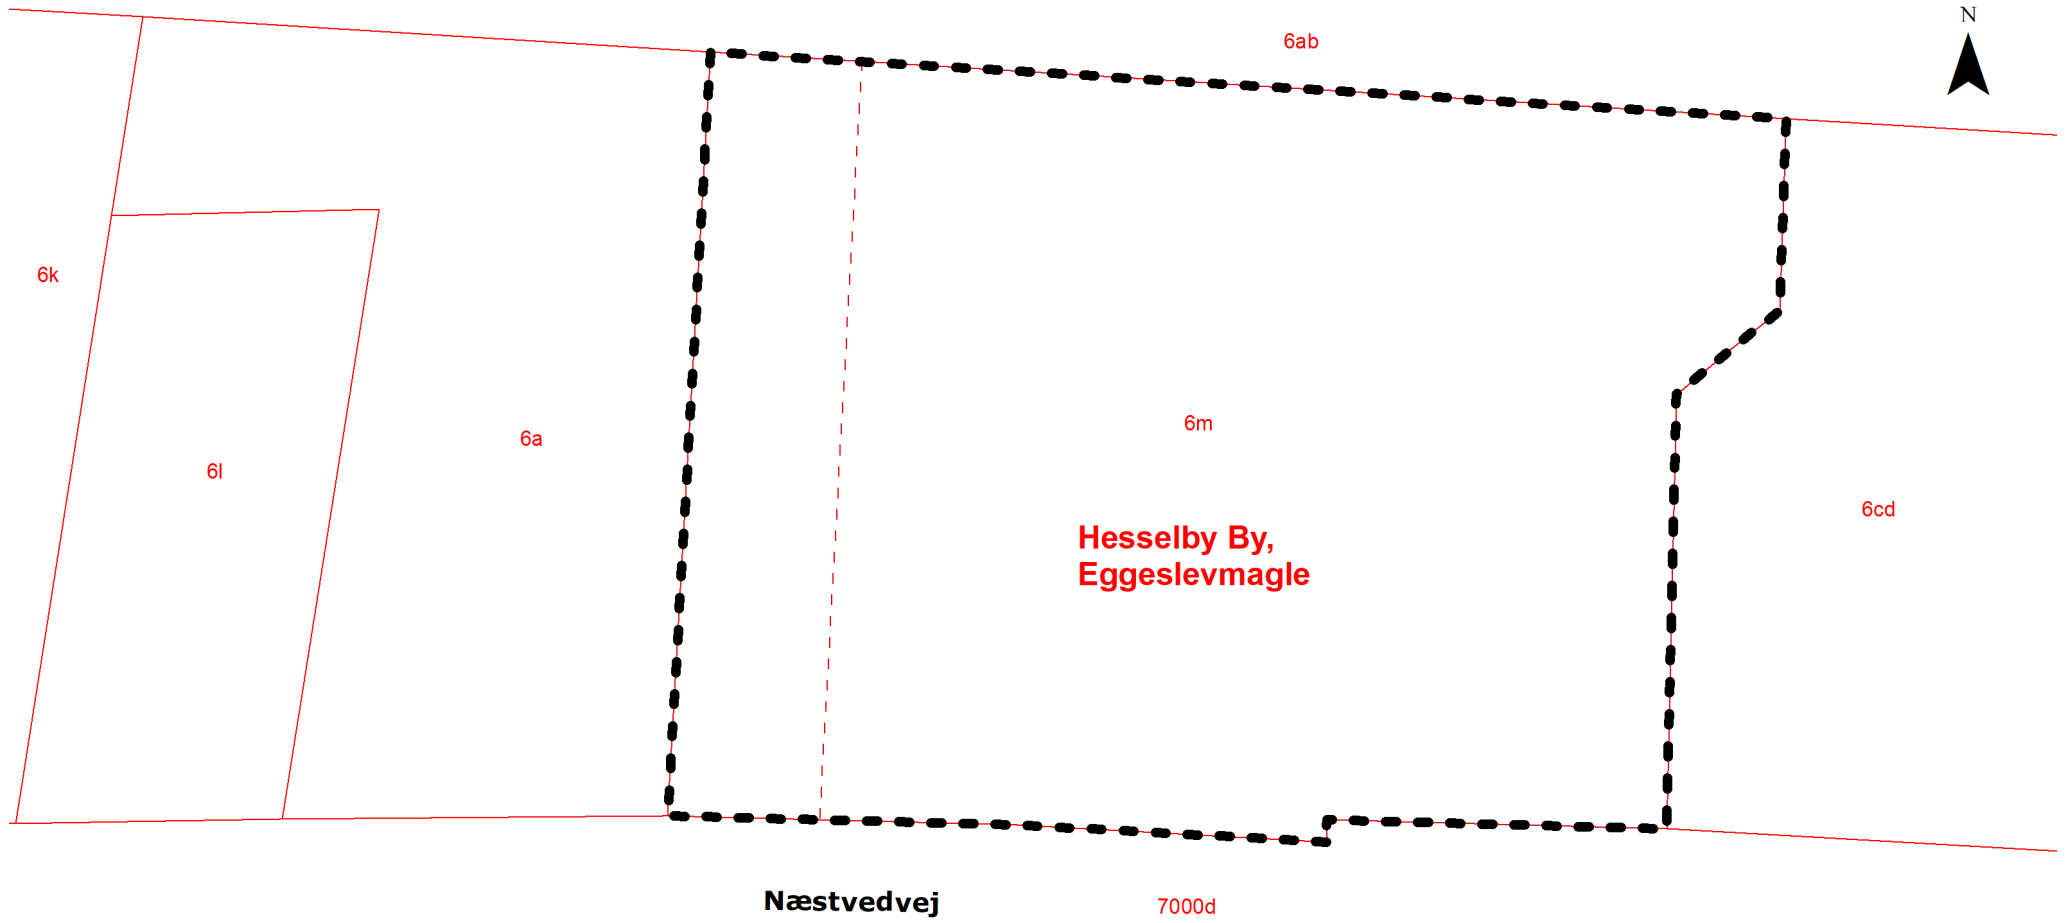 N
6ab
6k
6m
6a
6l
6cd
Hesselby By,
Eggeslevmagle
Næstvedvej
7000d